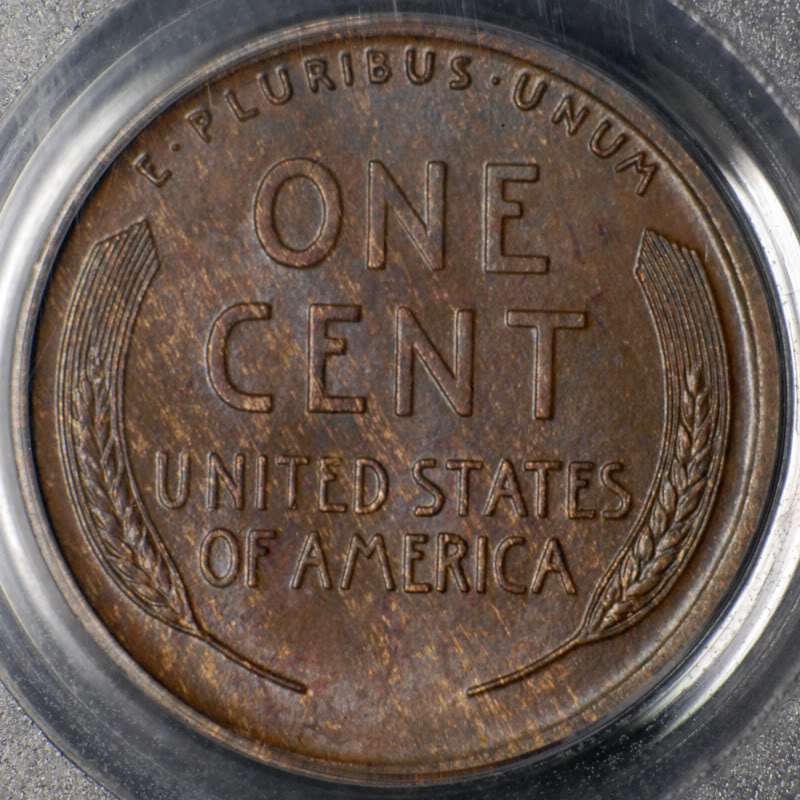 E · PLURIBUS · UNUM
ONE
CENT
UNITED STATES
OF AMERICA